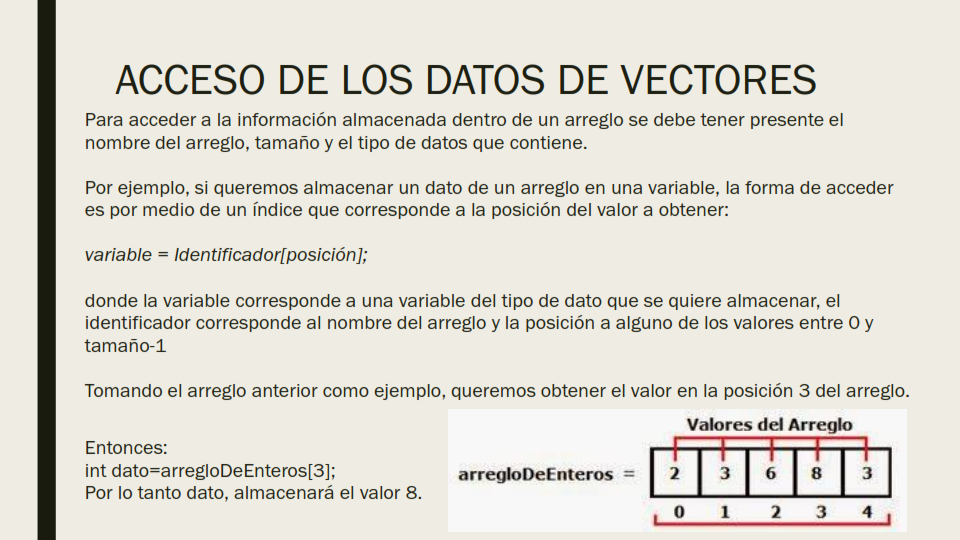 ACCESO DE LOS DATOS DE VECTORES
Para acceder a la información almacenada dentro de un arreglo se debe tener presente el
nombre del arreglo, tamaño y el tipo de datos que contiene.
Por ejemplo, si queremos almacenar un dato de un arreglo en una variable, la forma de acceder
es por medio de un índice que corresponde a la posición del valor a obtener:
variable = Identificador[posición];
donde la variable corresponde a una variable del tipo de dato que se quiere almacenar, el
identificador corresponde al nombre del arreglo y la posición a alguno de los valores entre 0 y
tamaño-1
Tomando el arreglo anterior como ejemplo, queremos obtener el valor en la posición 3 del arreglo.
Entonces:
int dato=arregloDeEnteros[3];
Por lo tanto dato, almacenará el valor 8.
Valores del Arreglo
arregloDeEnteros = 2 3 6 8 3
0 1 2 3 4